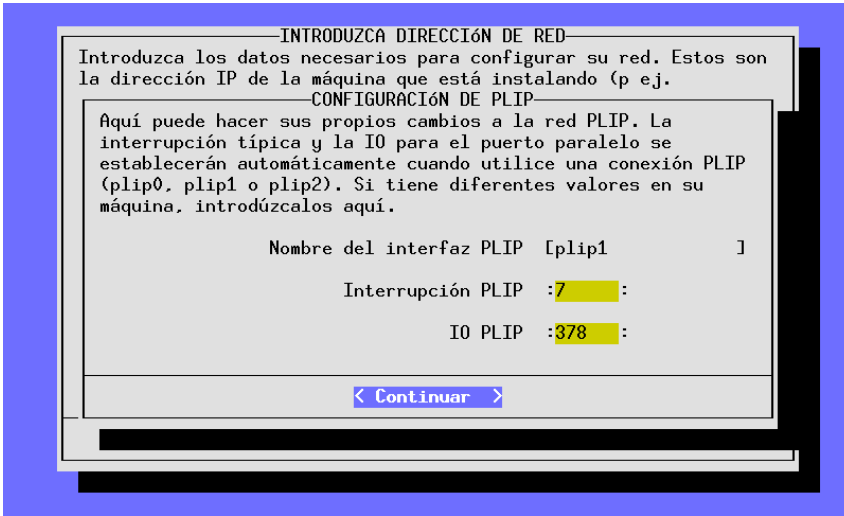 INTRODUZCA DIRECCIóN DE RED
Introduzca los datos necesarios para configurar su red. Estos son
la dirección IP de la máquina que está instalando (p ej.
CONFIGURACIóN DE PLIP
Aquí puede hacer sus propios cambios a la red PLIP. La
interrupción típica y la IO para el puerto paralelo se
establecerán automáticamente cuando utilice una conexión PLIP
(plip0, plip1 o plip2). Si tiene diferentes valores en su
máquina, introdúzcalos aquí.
Nombre del interfaz PLIP [plip1 ]
Interrupción PLIP :7 :
IO PLIP :378 :
< Continuar >